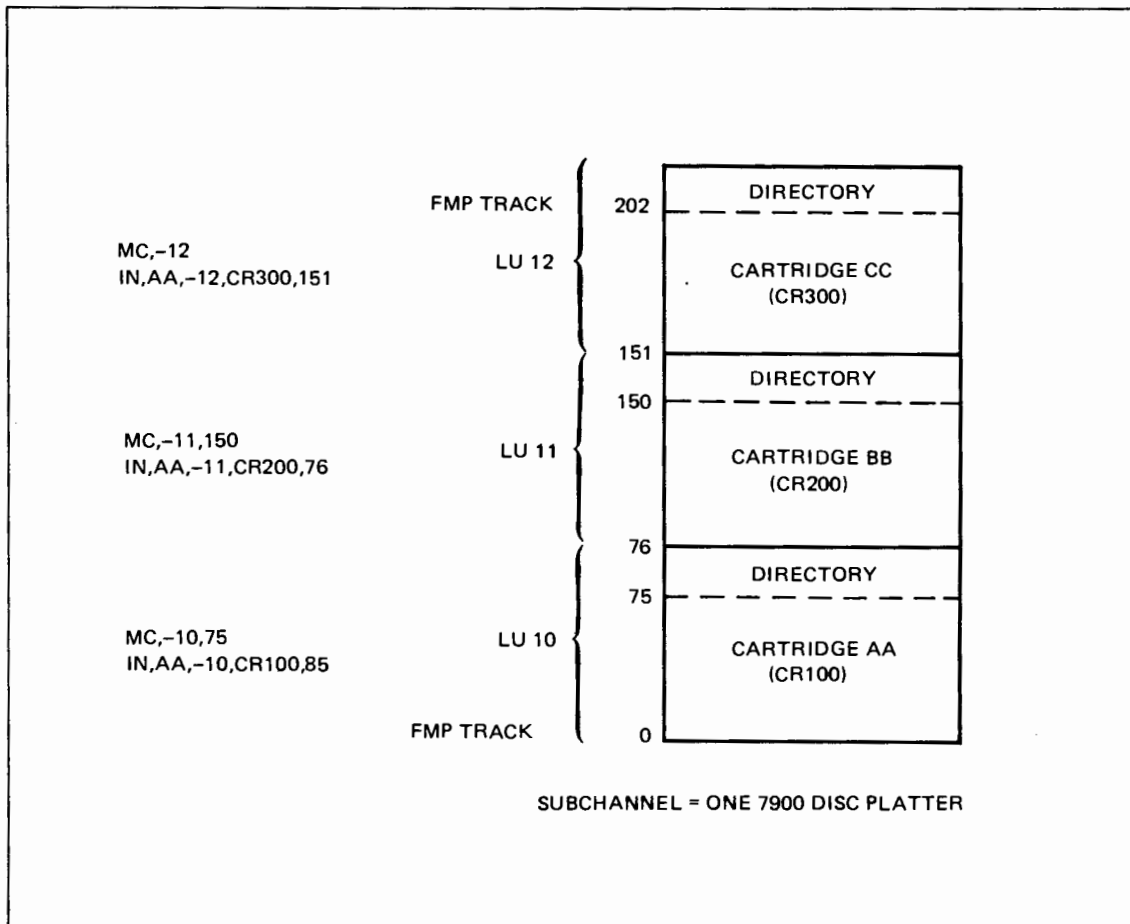 DIRECTORY
FMP TRACK
202
MC,–12
IN,AA,–12,CR300,151
LU 12
CARTRIDGE CC
(CR300)
151
DIRECTORY
150
MC,–11,150
IN,AA,–11,CR200,76
LU 11
CARTRIDGE BB
(CR200)
76
DIRECTORY
75
MC,–10,75
IN,AA,–10,CR100,85
LU 10
CARTRIDGE AA
(CR100)
FMP TRACK
0
SUBCHANNEL = ONE 7900 DISC PLATTER